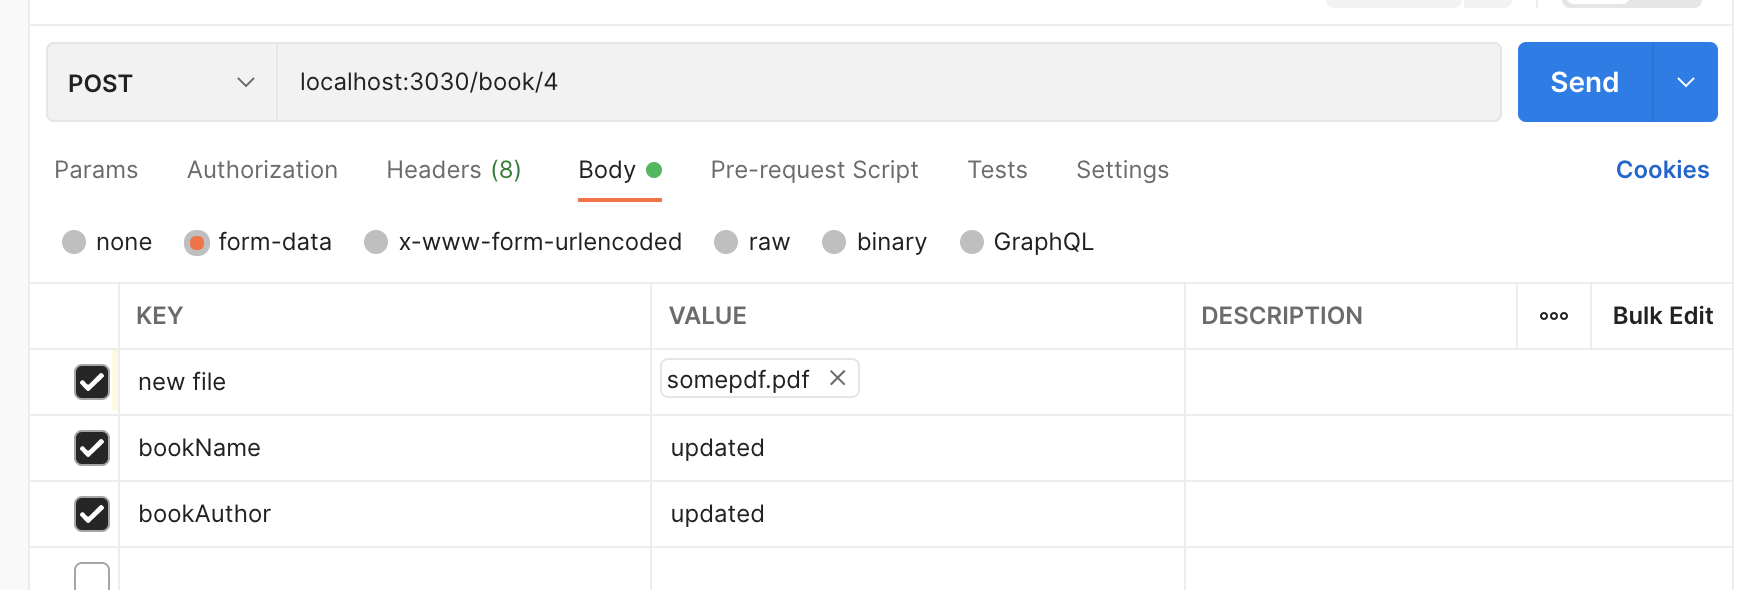 POST localhost:3030/book/4 Send
Params Authorization Headers (8) Body Pre-request Script Tests Settings Cookies
none form-data x-www-form-urlencoded raw binary GraphQL
KEY VALUE DESCRIPTION Bulk Edit
new file somepdf.pdf
bookName updated
bookAuthor updated